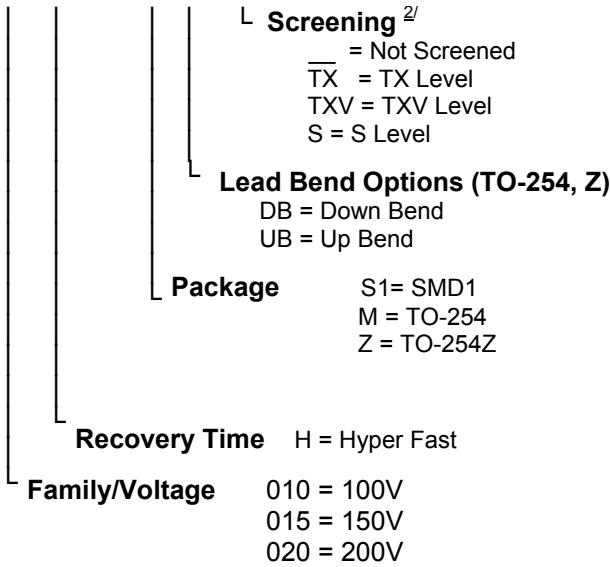 Screening 2/
__ = Not Screened
TX = TX Level
TXV = TXV Level
S = S Level
Lead Bend Options (TO-254, Z)
DB = Down Bend
UB = Up Bend
Package S1= SMD1
M = TO-254
Z = TO-254Z
Recovery Time H = Hyper Fast
Family/Voltage 010 = 100V
015 = 150V
020 = 200V